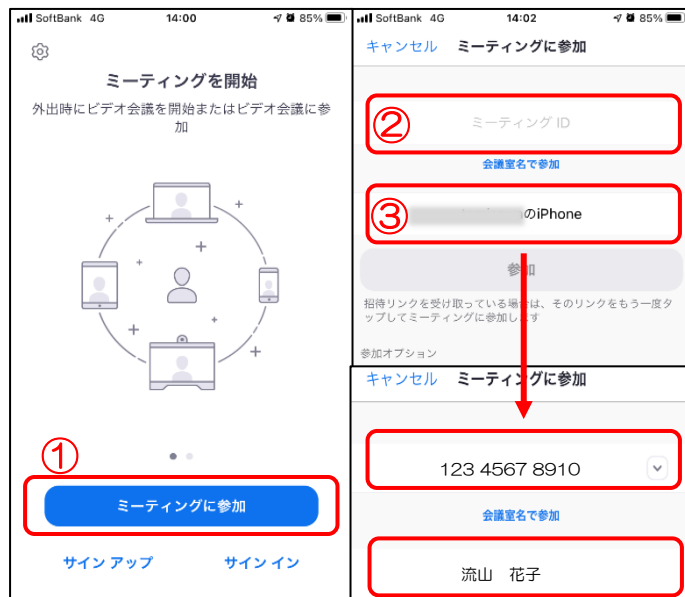 SoftBank 4G 14:00 85%
ミーティングを開始
外出時にビデオ会議を開始またはビデオ会議に参
加
①
ミーティングに参加
サイン アップ サイン イン
SoftBank 4G 14:02 85%
キャンセル ミーティングに参加
② ミーティング ID
会議室名で参加
③ のiPhone
参加
招待リンクを受け取っている場合は、そのリンクをもう一度タ
ップしてミーティングに参加します
参加オプション
キャンセル ミーティングに参加
123 4567 8910
会議室名で参加
流山 花子